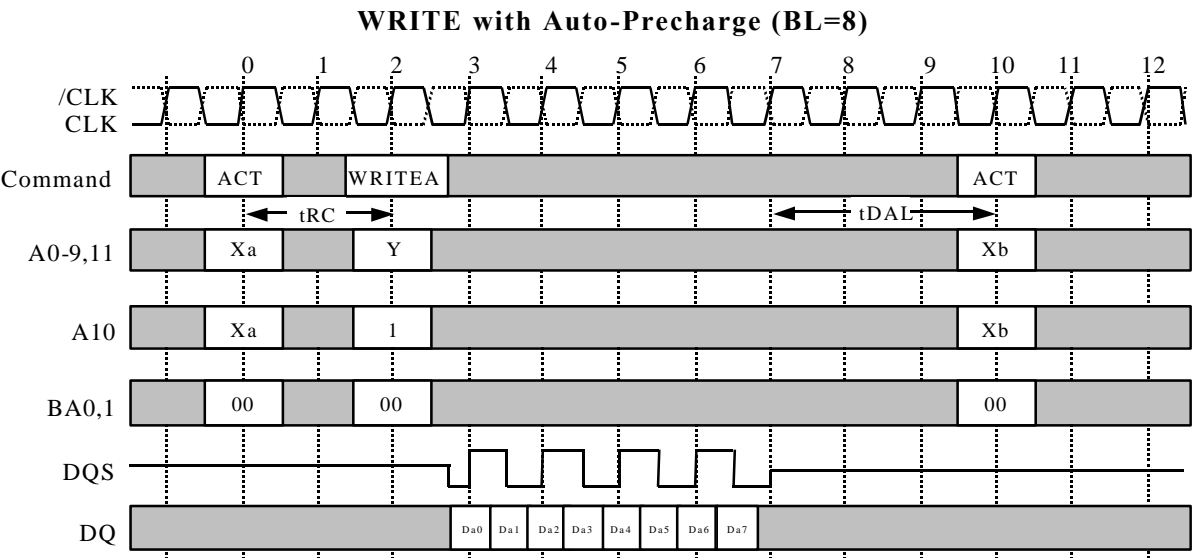 WRITE with Auto-Precharge (BL=8)
0 1 2 3 4 5 6 7 8 9 10 11 12
/CLK
CLK
Command ACT WRITEA ACT
tRC tDAL
A0-9,11 Xa Y Xb
A10 Xa 1 Xb
BA0,1 00 00 00
DQS
DQ Da0 Da1 Da2 Da3 Da4 Da5 Da6 Da7